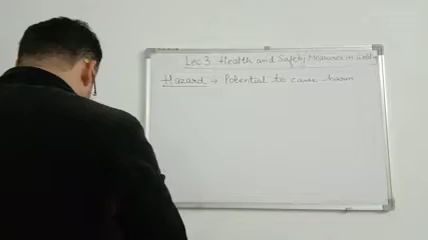 Lec 3 Health and Safety Measures in
Hazard → Potential to cause harm